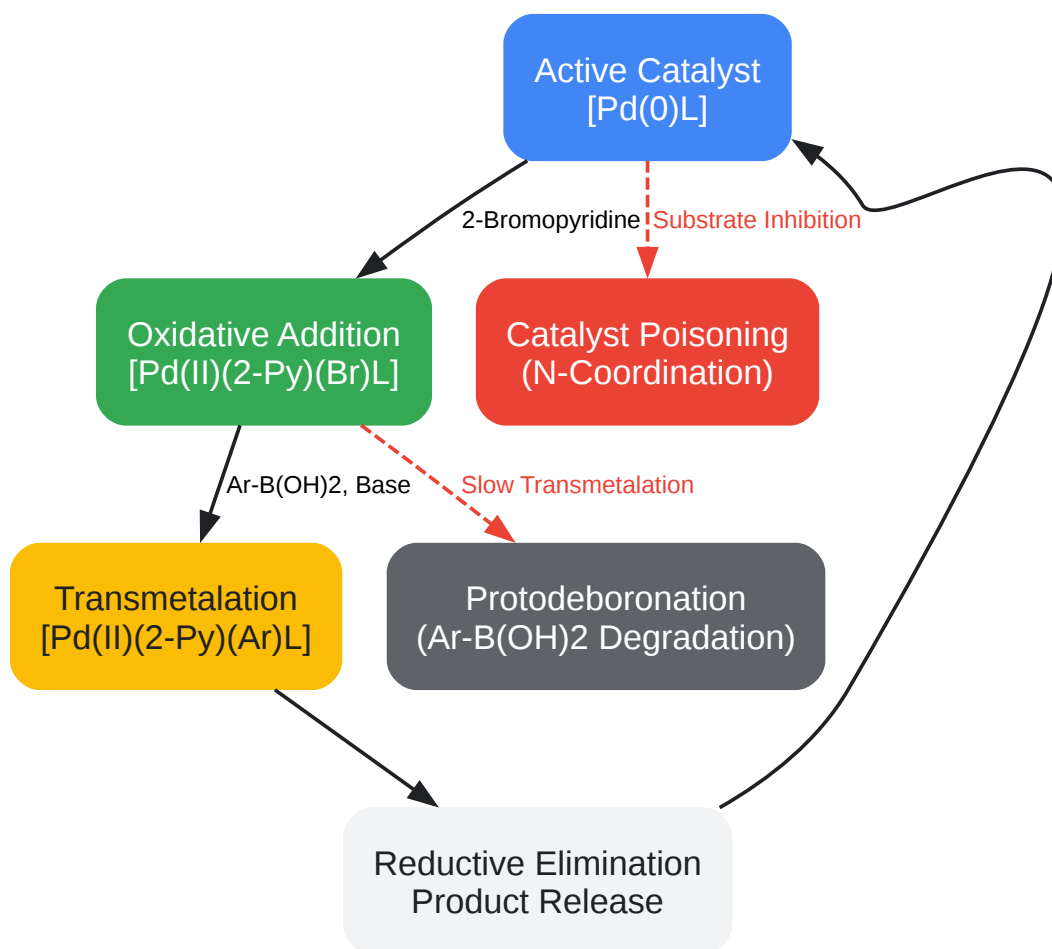 Active Catalyst
[Pd(0)L]
2-Bromopyridine
Substrate Inhibition
Oxidative Addition
[Pd(II)(2-Py)(Br)L]
Catalyst Poisoning
(N-Coordination)
Ar-B(OH)2, Base
Slow Transmetalation
Transmetalation
[Pd(II)(2-Py)(Ar)L]
Protodeboronation
(Ar-B(OH)2 Degradation)
Reductive Elimination
Product Release